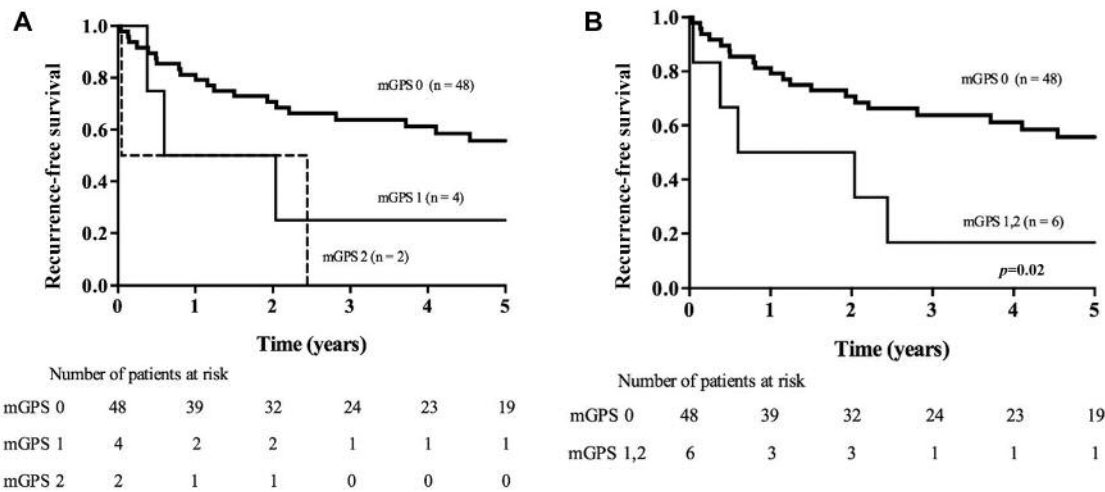 A
Recurrence-free survival
1.0
0.8
0.6
0.4
0.2
0.0
mGPS 0 (n = 48)
mGPS 1 (n = 4)
mGPS 2 (n = 2)
0 1 2 3 4 5
Time (years)
Number of patients at risk
mGPS 0 48 39 32 24 23 19
mGPS 1 4 2 2 1 1 1
mGPS 2 2 1 1 0 0 0
B
Recurrence-free survival
1.0
0.8
0.6
0.4
0.2
0.0
mGPS 0 (n = 48)
mGPS 1,2 (n = 6)
p=0.02
0 1 2 3 4 5
Time (years)
Number of patients at risk
mGPS 0 48 39 32 24 23 19
mGPS 1,2 6 3 3 1 1 1